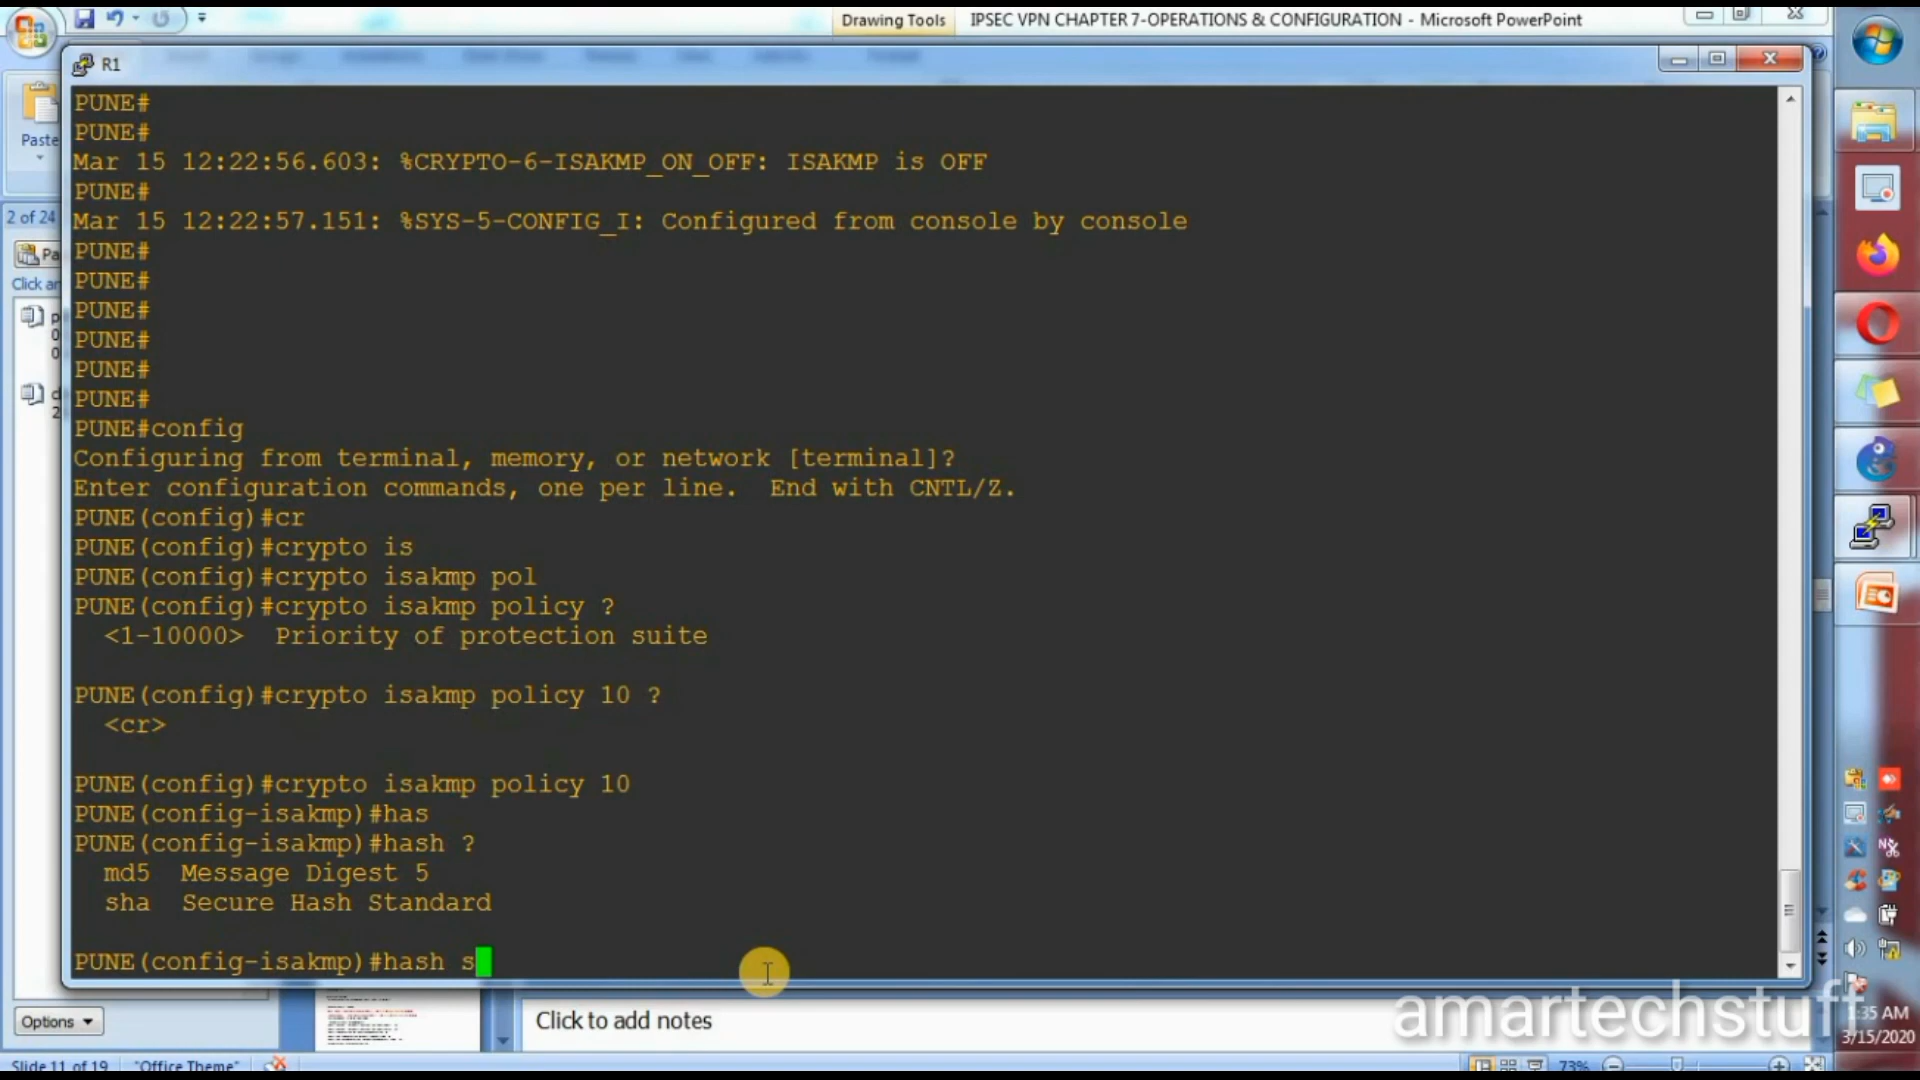 Drawing Tools
IPSEC VPN CHAPTER 7-OPERATIONS & CONFIGURATION - Microsoft PowerPoint
R1
Paste
2 of 24
Pa
Click an
PUNE#
PUNE#
Mar 15 12:22:56.603: %CRYPTO-6-ISAKMP_ON_OFF: ISAKMP is OFF
PUNE#
Mar 15 12:22:57.151: %SYS-5-CONFIG_I: Configured from console by console
PUNE#
PUNE#
PUNE#
PUNE#
PUNE#
PUNE#
PUNE#config
Configuring from terminal, memory, or network [terminal]?
Enter configuration commands, one per line.  End with CNTL/Z.
PUNE(config)#cr
PUNE(config)#crypto is
PUNE(config)#crypto isakmp pol
PUNE(config)#crypto isakmp policy ?
<1-10000>  Priority of protection suite
PUNE(config)#crypto isakmp policy 10 ?
<cr>
PUNE(config)#crypto isakmp policy 10
PUNE(config-isakmp)#has
PUNE(config-isakmp)#hash ?
md5  Message Digest 5
sha  Secure Hash Standard
PUNE(config-isakmp)#hash s
Options
Click to add notes
amartechstuff
:35 AM
3/15/2020
Slide 11 of 19
"Office Theme"
73%